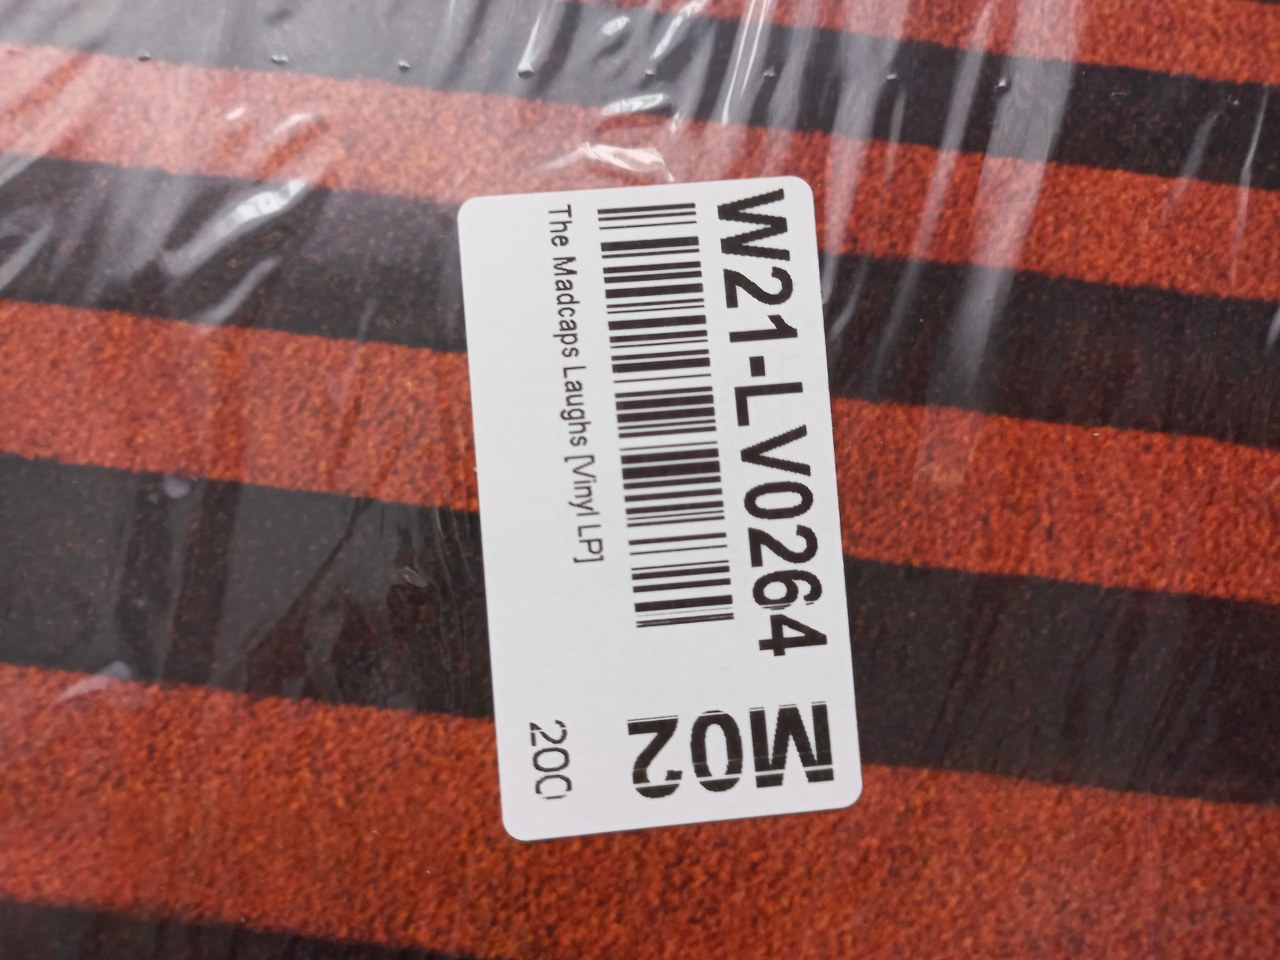 W21-LV0264
The Madcaps Laughs [Vinyl LP]
M02
200